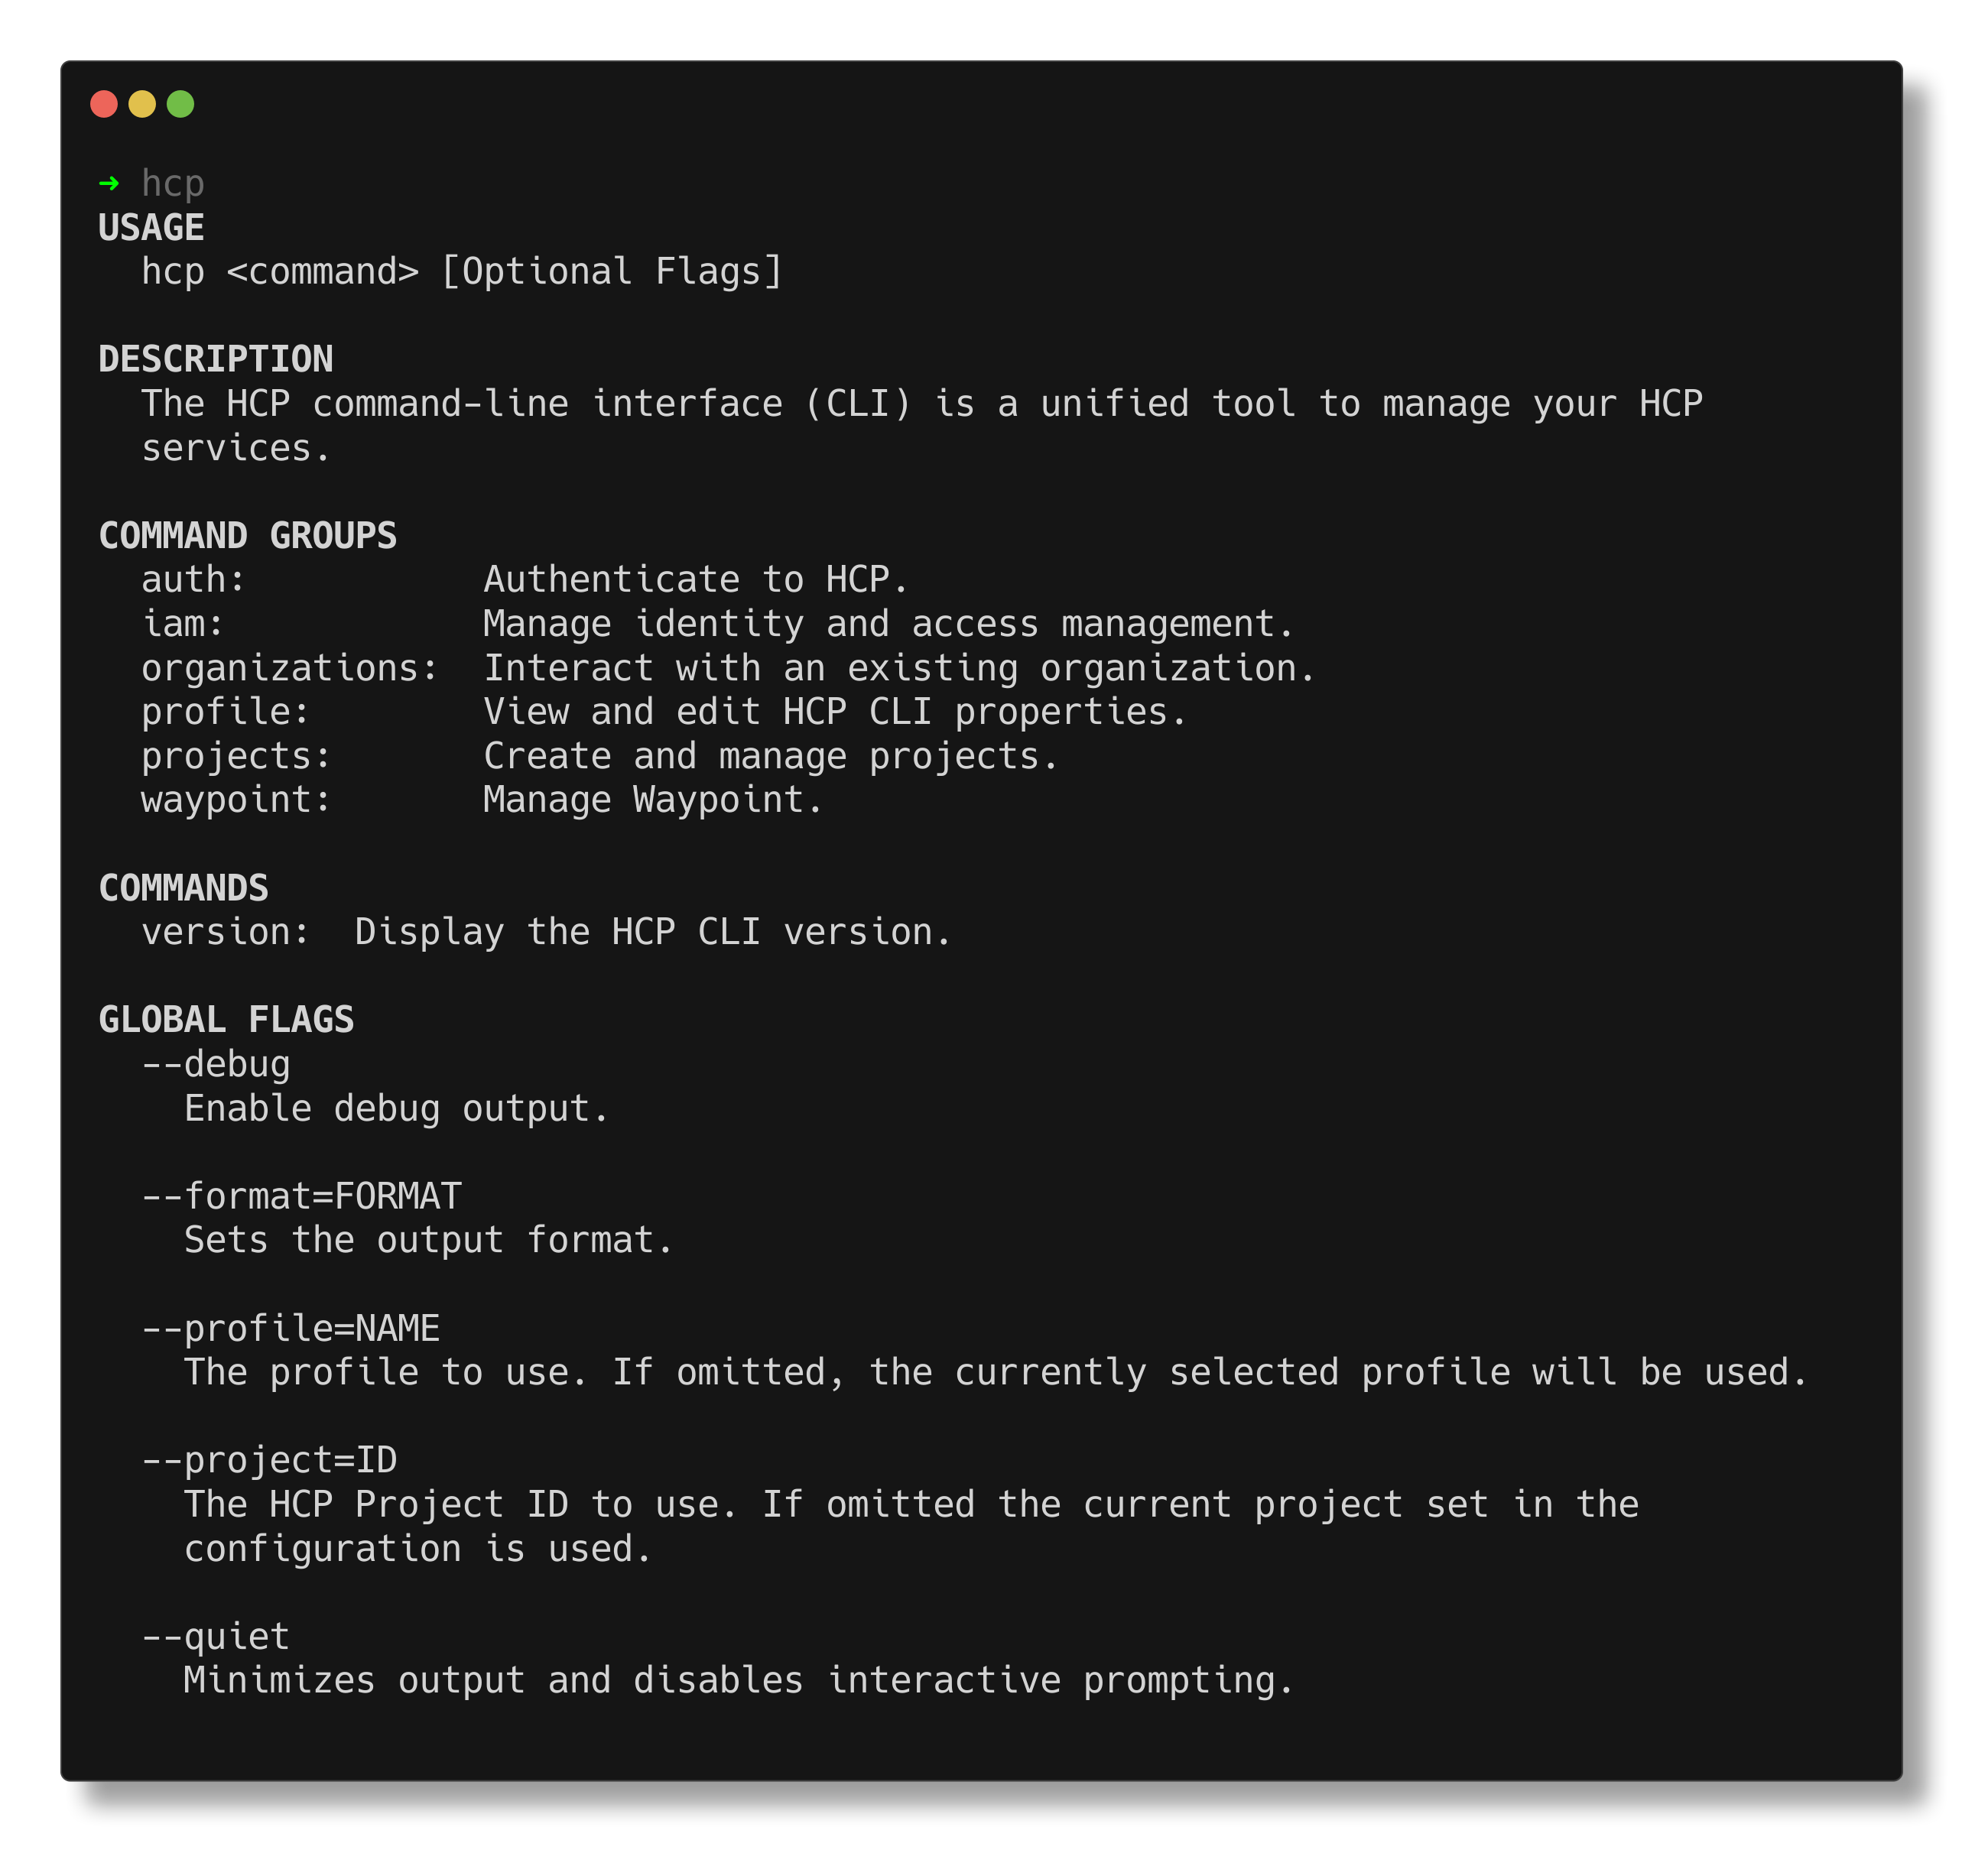 ➜ hcp
USAGE
  hcp <command> [Optional Flags]

DESCRIPTION
  The HCP command-line interface (CLI) is a unified tool to manage your HCP
  services.

COMMAND GROUPS
  auth:           Authenticate to HCP.
  iam:            Manage identity and access management.
  organizations:  Interact with an existing organization.
  profile:        View and edit HCP CLI properties.
  projects:       Create and manage projects.
  waypoint:       Manage Waypoint.

COMMANDS
  version:  Display the HCP CLI version.

GLOBAL FLAGS
  --debug
    Enable debug output.

  --format=FORMAT
    Sets the output format.

  --profile=NAME
    The profile to use. If omitted, the currently selected profile will be used.

  --project=ID
    The HCP Project ID to use. If omitted the current project set in the
    configuration is used.

  --quiet
    Minimizes output and disables interactive prompting.